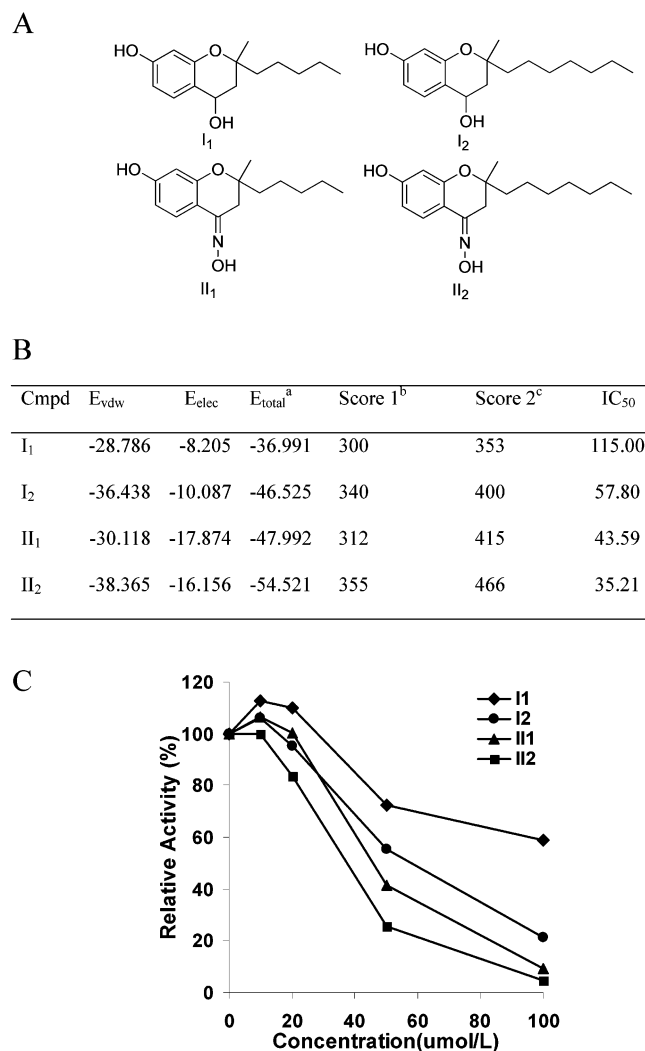 A
HO O
OH
I1
HO O
OH
I2
HO O
N
OH
II1
HO O
N
OH
II2
B
Cmpd Evdw Eelec Etotal^a Score 1^b Score 2^c IC50
I1 -28.786 -8.205 -36.991 300 353 115.00
I2 -36.438 -10.087 -46.525 340 400 57.80
II1 -30.118 -17.874 -47.992 312 415 43.59
II2 -38.365 -16.156 -54.521 355 466 35.21
C
Relative Activity (%)
120
100
80
60
40
20
0
0 20 40 60 80 100
Concentration(umol/L)
I1
I2
II1
II2